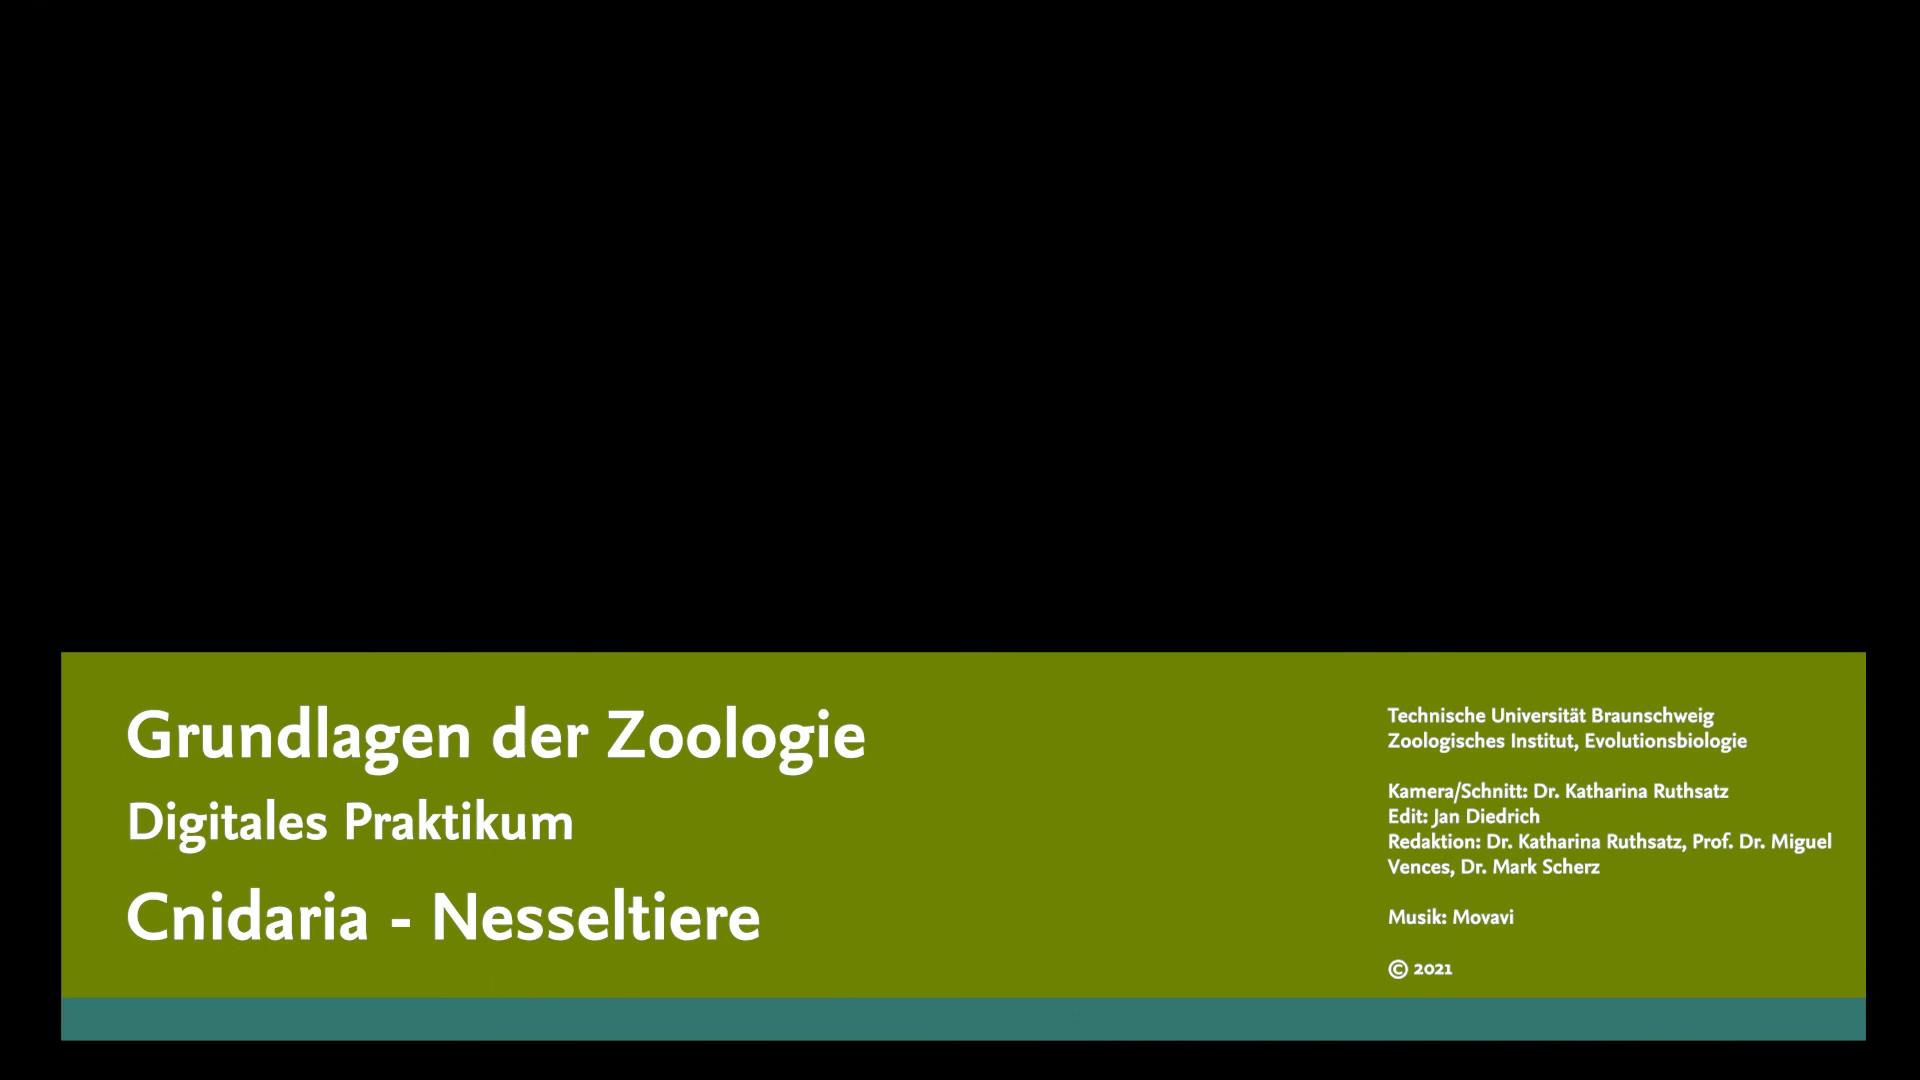 Grundlagen der Zoologie
Digitales Praktikum
Cnidaria - Nesseltiere
Technische Universität Braunschweig
Zoologisches Institut, Evolutionsbiologie
Kamera/Schnitt: Dr. Katharina Ruthsatz
Edit: Jan Diedrich
Redaktion: Dr. Katharina Ruthsatz, Prof. Dr. Miguel
Vences, Dr. Mark Scherz
Musik: Movavi
© 2021